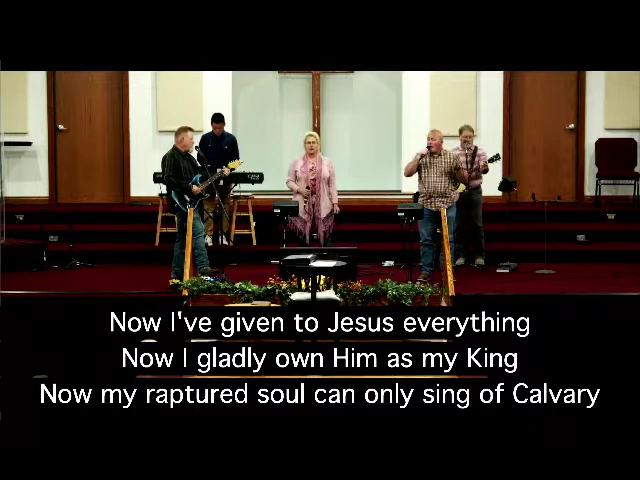 Now I've given to Jesus everything
Now I gladly own Him as my King
Now my raptured soul can only sing of Calvary